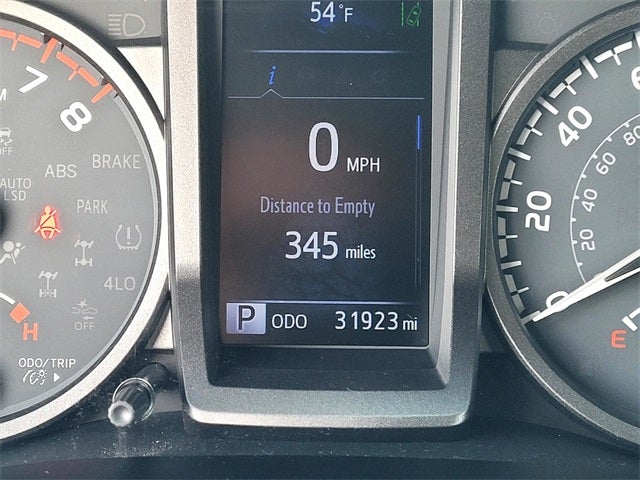 54°F
i
0 MPH
Distance to Empty
345 miles
P ODO 31923 mi
7
8
OFF
ABS
BRAKE
AUTO
LSD
PARK
4LO
OFF
H
ODO/TRIP
0
20
40
20
40
60
80
E